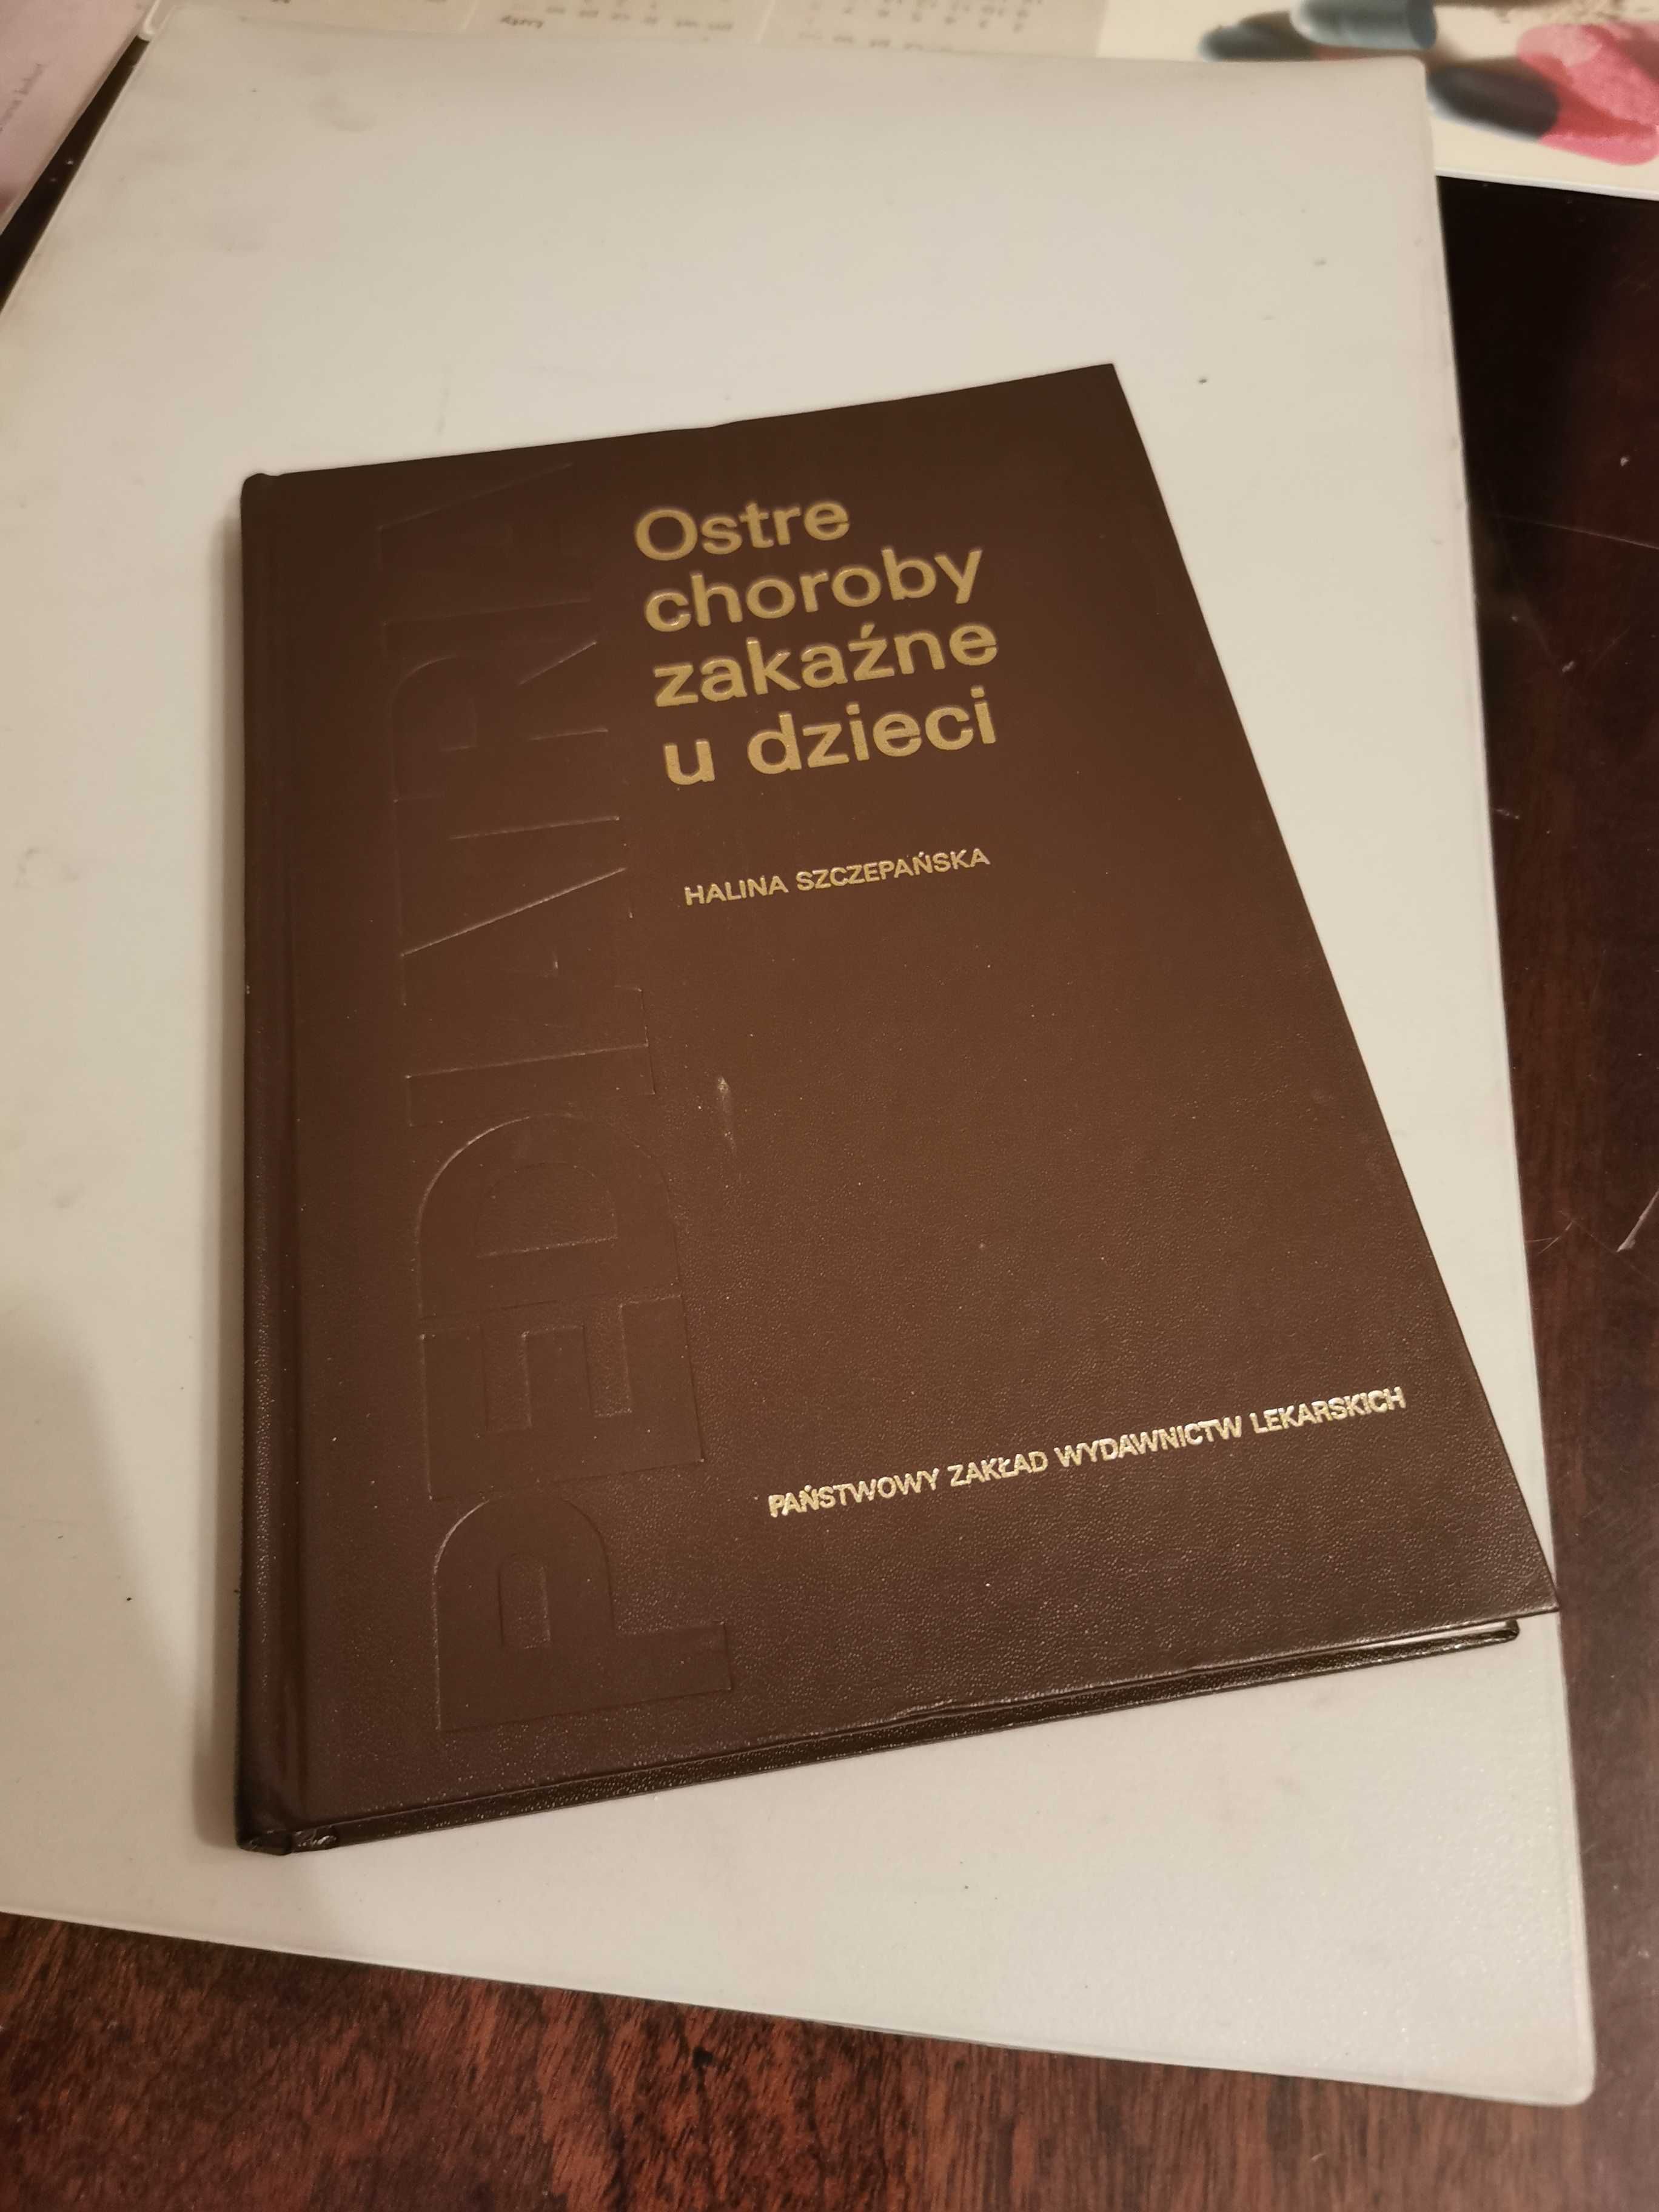 Ostre
choroby
zakaźne
u dzieci
HALINA SZCZEPAŃSKA
PAŃSTWOWY ZAKŁAD WYDAWNICTW LEKARSKICH
PEDIATRIA